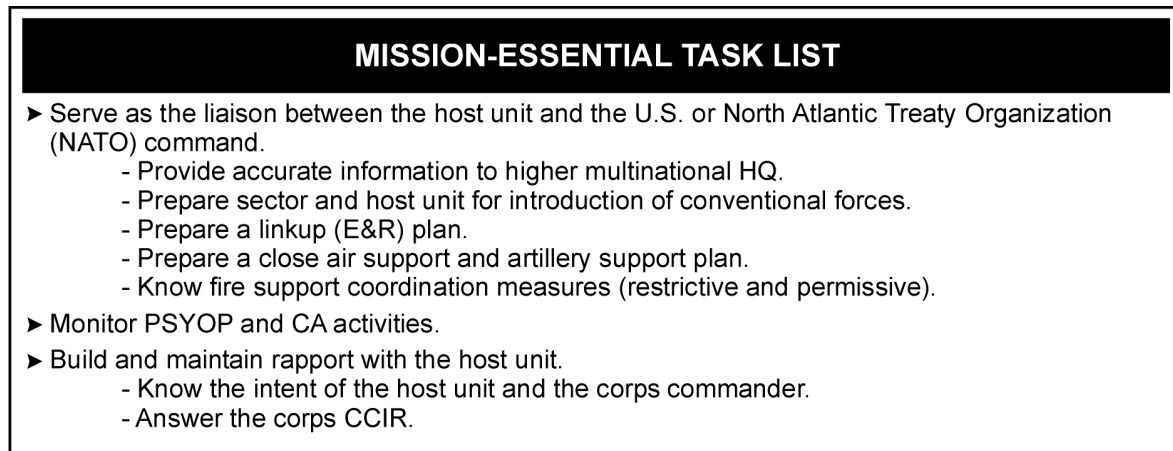 MISSION-ESSENTIAL TASK LIST
➤ Serve as the liaison between the host unit and the U.S. or North Atlantic Treaty Organization
(NATO) command.
- Provide accurate information to higher multinational HQ.
- Prepare sector and host unit for introduction of conventional forces.
- Prepare a linkup (E&R) plan.
- Prepare a close air support and artillery support plan.
- Know fire support coordination measures (restrictive and permissive).
➤ Monitor PSYOP and CA activities.
➤ Build and maintain rapport with the host unit.
- Know the intent of the host unit and the corps commander.
- Answer the corps CCIR.